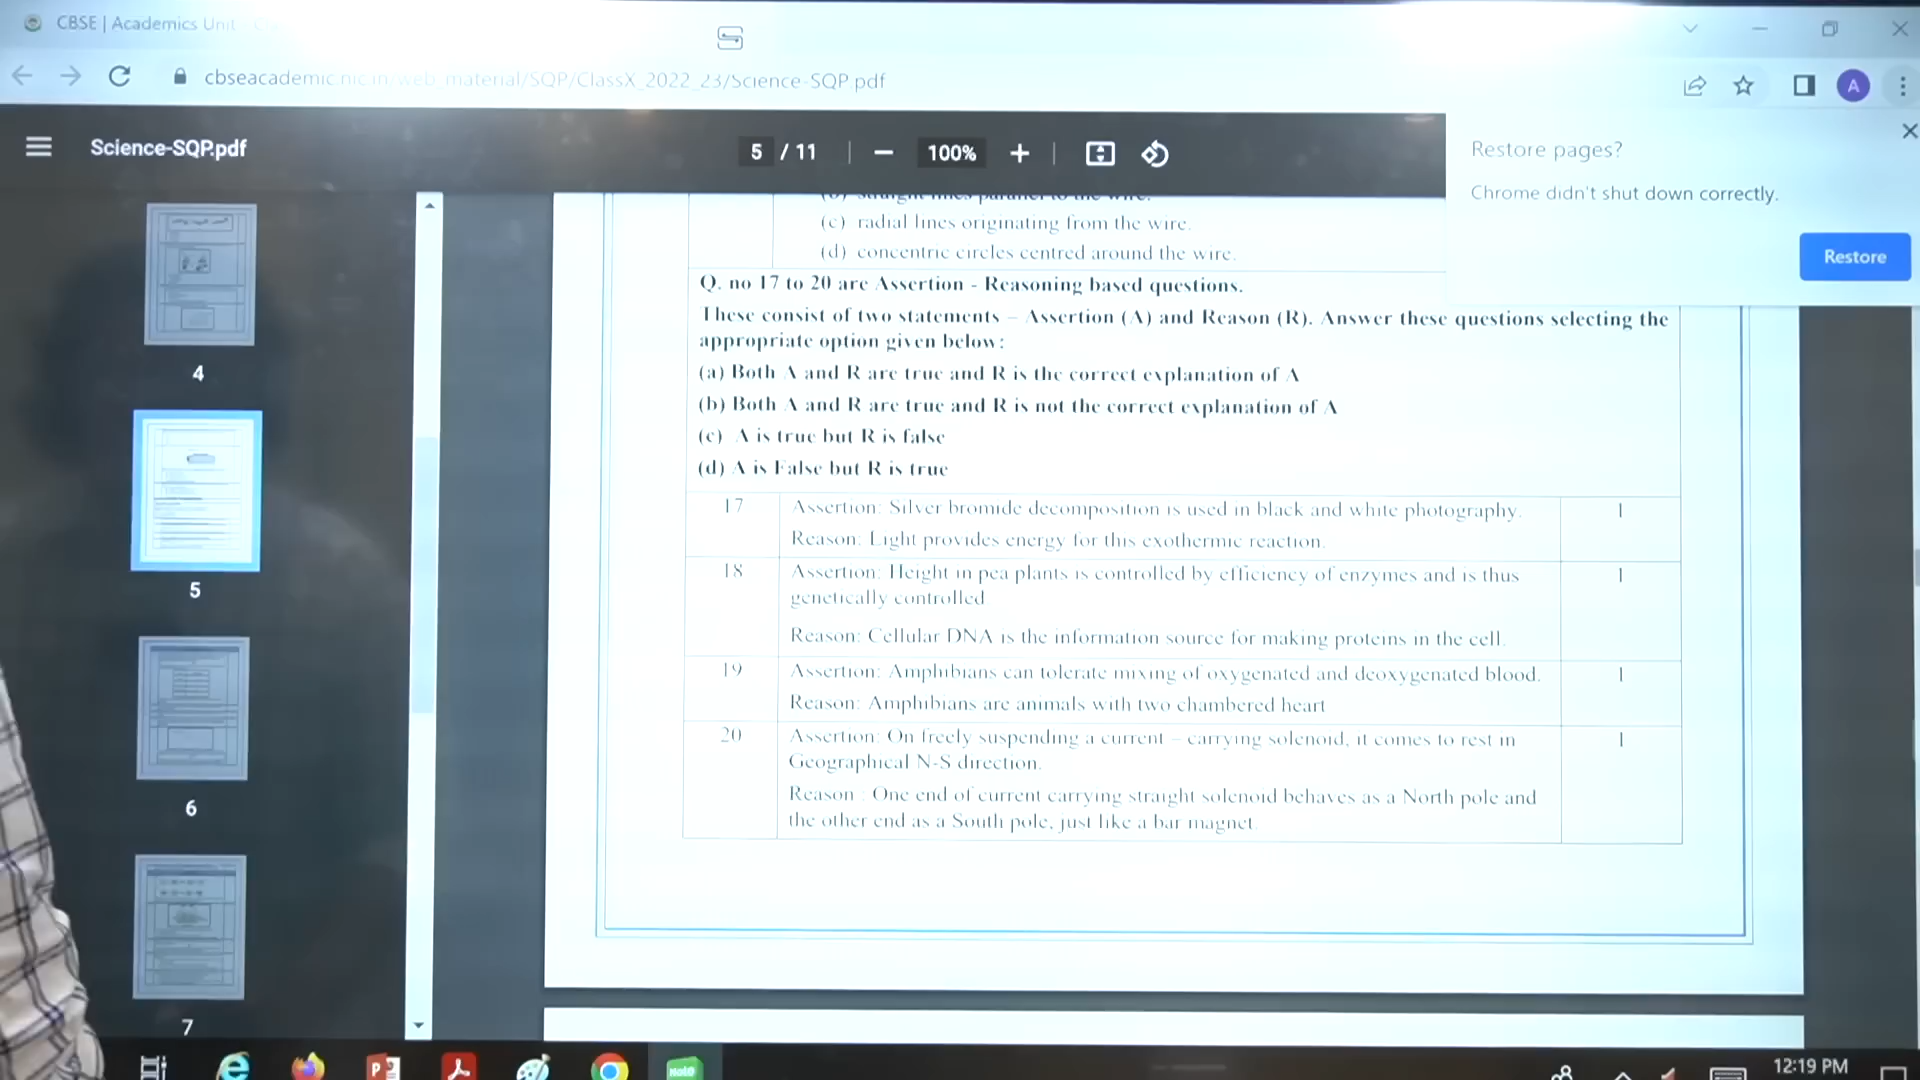 CBSE | Academics Unit
cbseacademic.nic.in/web_material/SQP/ClassX_2022_23/Science-SQP.pdf
A
Science-SQP.pdf
5 / 11
100%
Restore pages?
Chrome didn't shut down correctly.
Restore
4
5
6
7
(b) straight lines parallel to the wire.
(c) radial lines originating from the wire.
(d) concentric circles centred around the wire.
Q. no 17 to 20 are Assertion - Reasoning based questions.
These consist of two statements – Assertion (A) and Reason (R). Answer these questions selecting the
appropriate option given below:
(a) Both A and R are true and R is the correct explanation of A
(b) Both A and R are true and R is not the correct explanation of A
(c) A is true but R is false
(d) A is False but R is true
17 Assertion: Silver bromide decomposition is used in black and white photography. 1
Reason: Light provides energy for this exothermic reaction.
18 Assertion: Height in pea plants is controlled by efficiency of enzymes and is thus 1
genetically controlled
Reason: Cellular DNA is the information source for making proteins in the cell.
19 Assertion: Amphibians can tolerate mixing of oxygenated and deoxygenated blood. 1
Reason: Amphibians are animals with two chambered heart
20 Assertion: On freely suspending a current – carrying solenoid, it comes to rest in 1
Geographical N-S direction.
Reason : One end of current carrying straight solenoid behaves as a North pole and
the other end as a South pole, just like a bar magnet.
12:19 PM